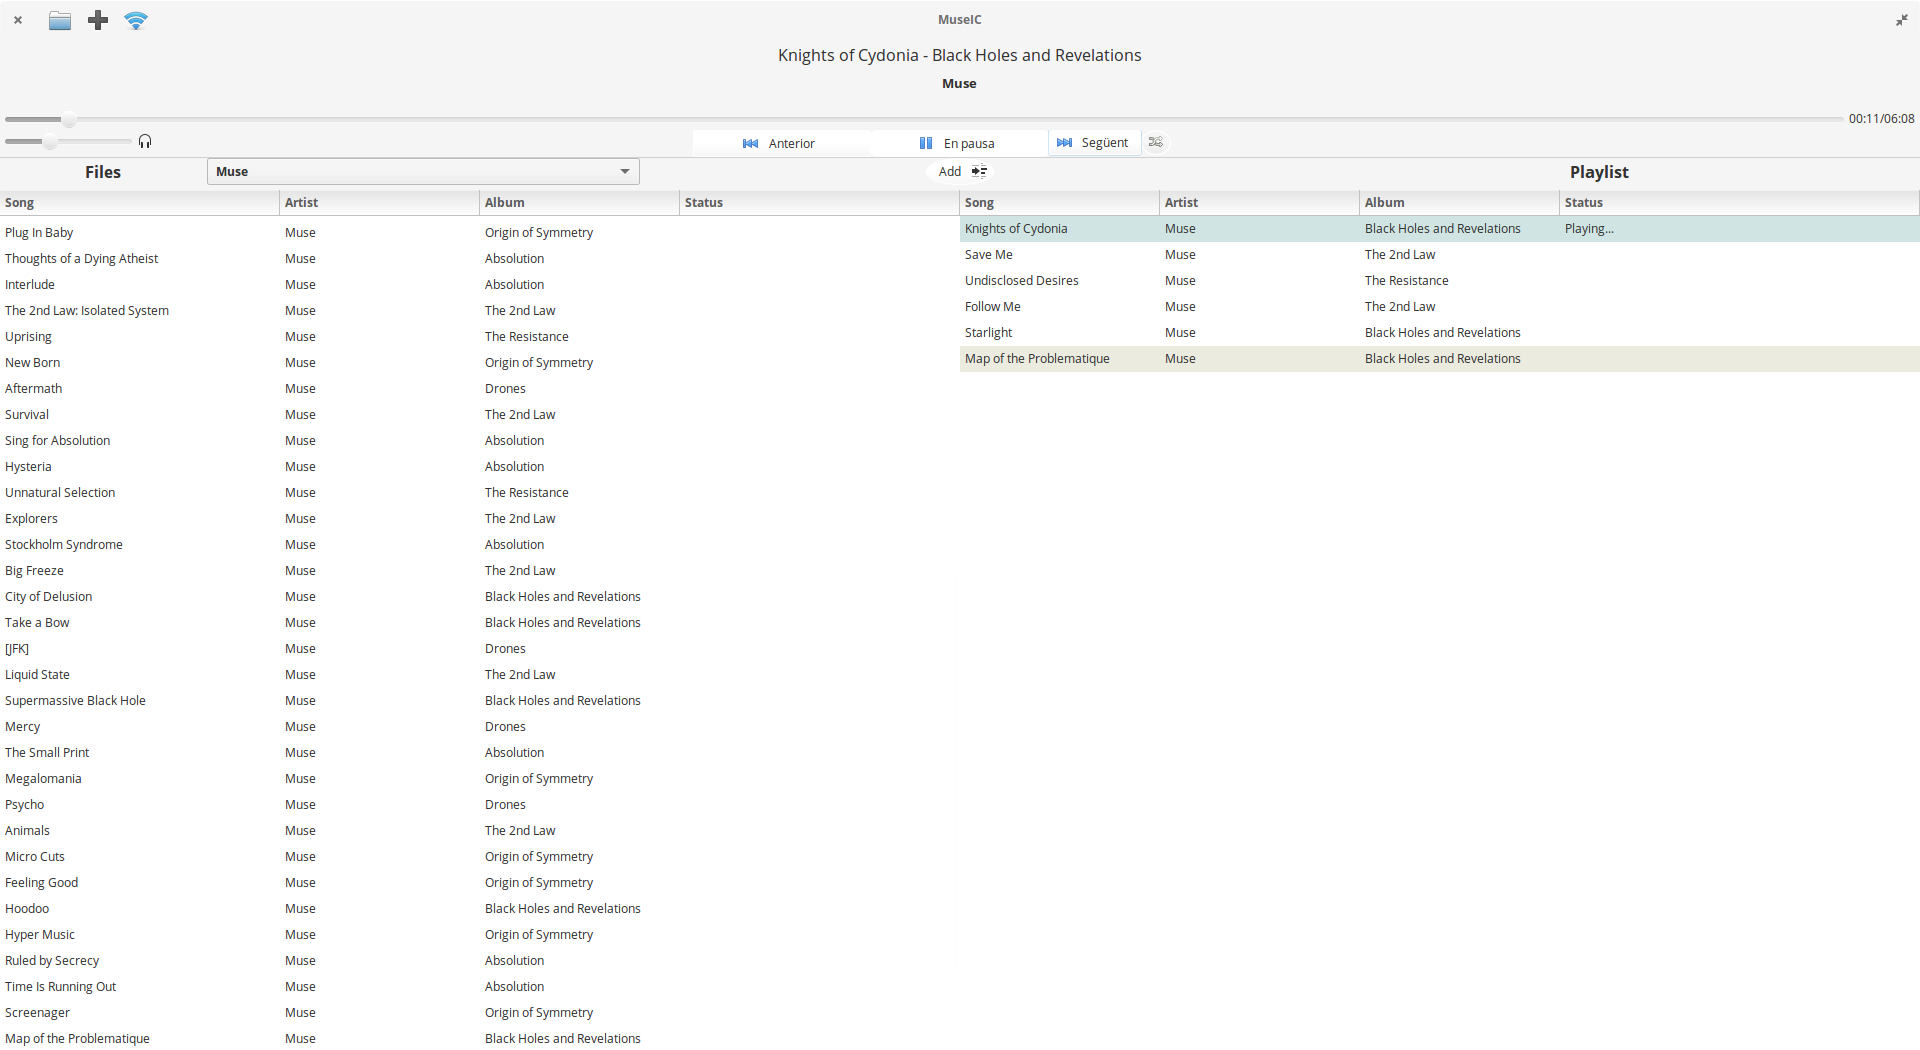 MuseIC
Knights of Cydonia - Black Holes and Revelations
Muse
00:11/06:08
Anterior En pausa Següent
Files Muse Add Playlist
Song Artist Album Status
Plug In Baby Muse Origin of Symmetry
Thoughts of a Dying Atheist Muse Absolution
Interlude Muse Absolution
The 2nd Law: Isolated System Muse The 2nd Law
Uprising Muse The Resistance
New Born Muse Origin of Symmetry
Aftermath Muse Drones
Survival Muse The 2nd Law
Sing for Absolution Muse Absolution
Hysteria Muse Absolution
Unnatural Selection Muse The Resistance
Explorers Muse The 2nd Law
Stockholm Syndrome Muse Absolution
Big Freeze Muse The 2nd Law
City of Delusion Muse Black Holes and Revelations
Take a Bow Muse Black Holes and Revelations
[JFK] Muse Drones
Liquid State Muse The 2nd Law
Supermassive Black Hole Muse Black Holes and Revelations
Mercy Muse Drones
The Small Print Muse Absolution
Megalomania Muse Origin of Symmetry
Psycho Muse Drones
Animals Muse The 2nd Law
Micro Cuts Muse Origin of Symmetry
Feeling Good Muse Origin of Symmetry
Hoodoo Muse Black Holes and Revelations
Hyper Music Muse Origin of Symmetry
Ruled by Secrecy Muse Absolution
Time Is Running Out Muse Absolution
Screenager Muse Origin of Symmetry
Map of the Problematique Muse Black Holes and Revelations
Song Artist Album Status
Knights of Cydonia Muse Black Holes and Revelations Playing...
Save Me Muse The 2nd Law
Undisclosed Desires Muse The Resistance
Follow Me Muse The 2nd Law
Starlight Muse Black Holes and Revelations
Map of the Problematique Muse Black Holes and Revelations